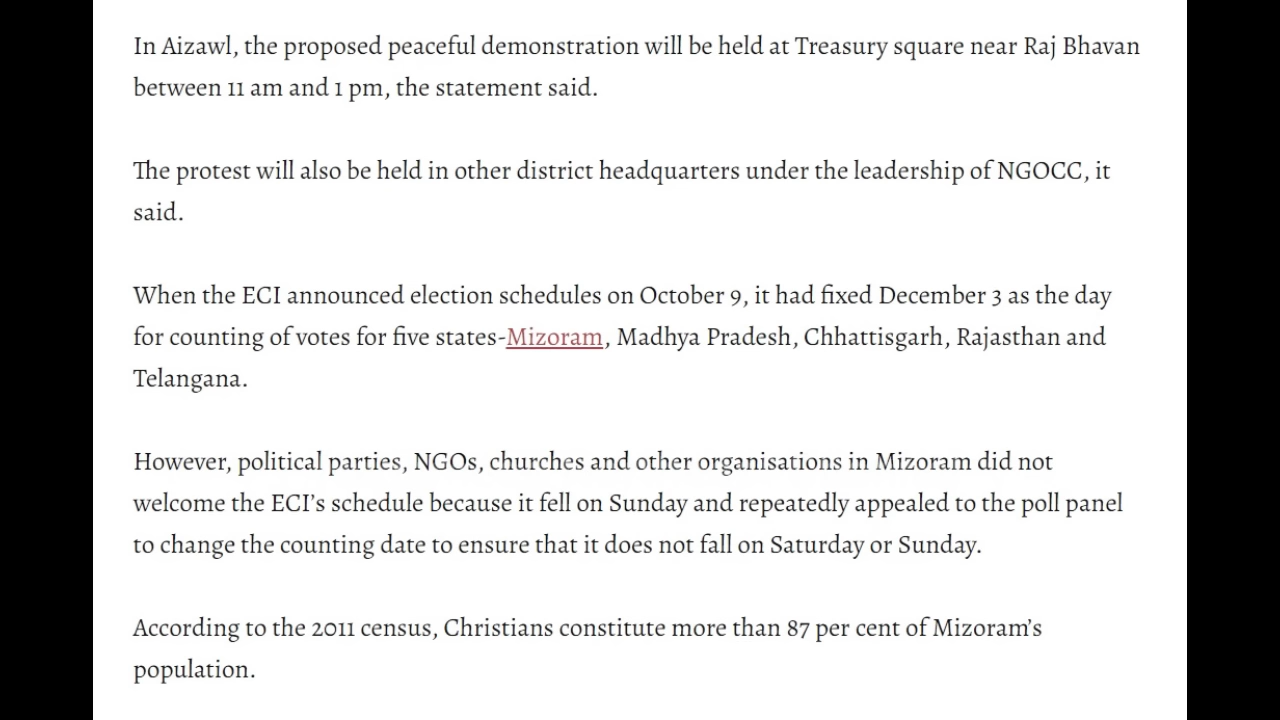 In Aizawl, the proposed peaceful demonstration will be held at Treasury square near Raj Bhavan
between 11 am and 1 pm, the statement said.
The protest will also be held in other district headquarters under the leadership of NGOCC, it
said.
When the ECI announced election schedules on October 9, it had fixed December 3 as the day
for counting of votes for five states-Mizoram, Madhya Pradesh, Chhattisgarh, Rajasthan and
Telangana.
However, political parties, NGOs, churches and other organisations in Mizoram did not
welcome the ECI’s schedule because it fell on Sunday and repeatedly appealed to the poll panel
to change the counting date to ensure that it does not fall on Saturday or Sunday.
According to the 2011 census, Christians constitute more than 87 per cent of Mizoram’s
population.